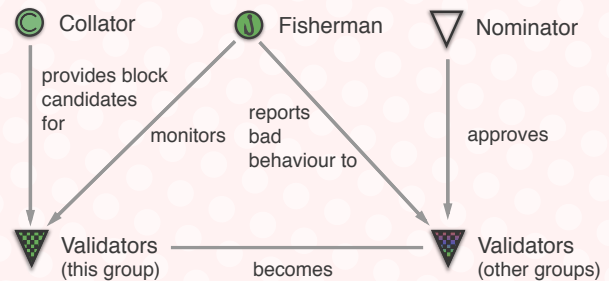 Collator
Fisherman
Nominator
provides block
candidates
for
monitors
reports
bad
behaviour to
approves
Validators
(this group)
becomes
Validators
(other groups)